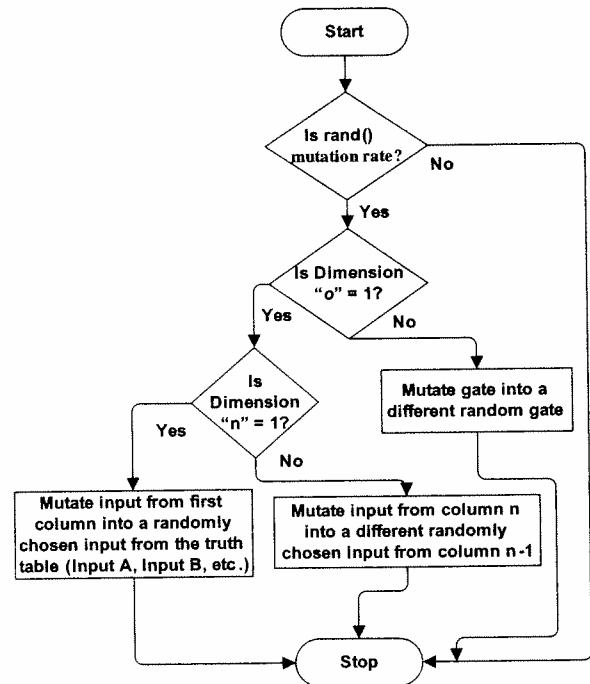 Start
Is rand()
mutation rate?
No
Yes
Is Dimension
"o" = 1?
Yes
No
Is
Dimension
"n" = 1?
Mutate gate into a
different random gate
Yes
No
Mutate input from first
column into a randomly
chosen input from the truth
table (Input A, Input B, etc.)
Mutate input from column n
into a different randomly
chosen input from column n-1
Stop